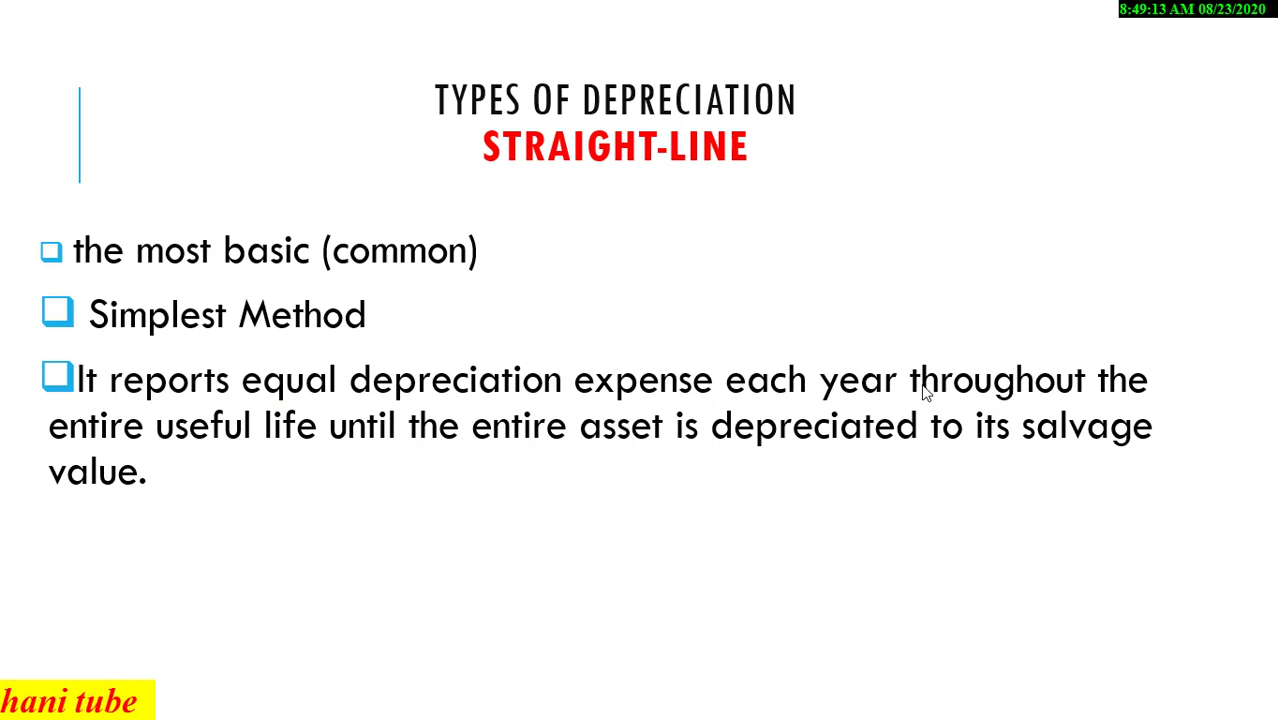 8:49:13 AM 08/23/2020
TYPES OF DEPRECIATION
STRAIGHT-LINE
the most basic (common)
Simplest Method
It reports equal depreciation expense each year throughout the
entire useful life until the entire asset is depreciated to its salvage
value.
hani tube